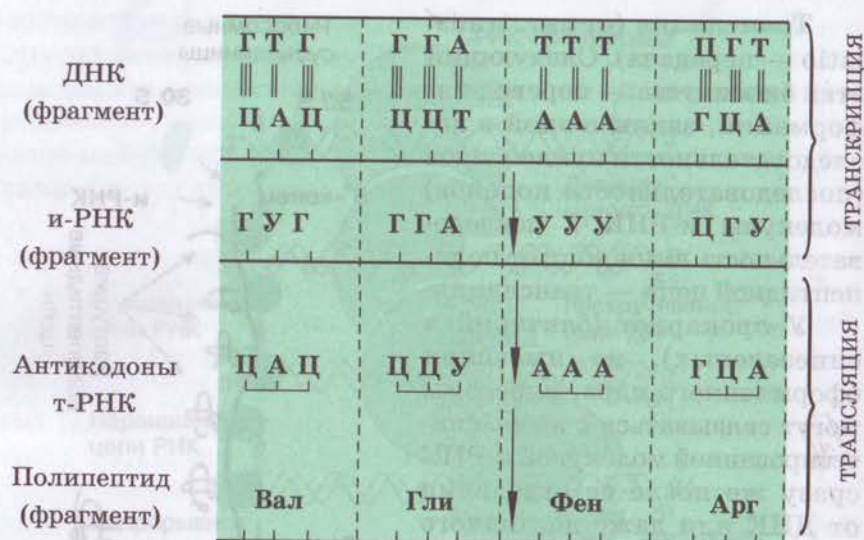 ДНК
(фрагмент)
Г Т Г Г Г А Т Т Т Ц Г Т
Ц А Ц Ц Ц Т А А А Г Ц А
и-РНК
(фрагмент)
Г У Г Г Г А У У У Ц Г У
Антикодоны
т-РНК
Ц А Ц Ц Ц У А А А Г Ц А
Полипептид
(фрагмент)
Вал Гли Фен Арг
ТРАНСКРИПЦИЯ
ТРАНСЛЯЦИЯ